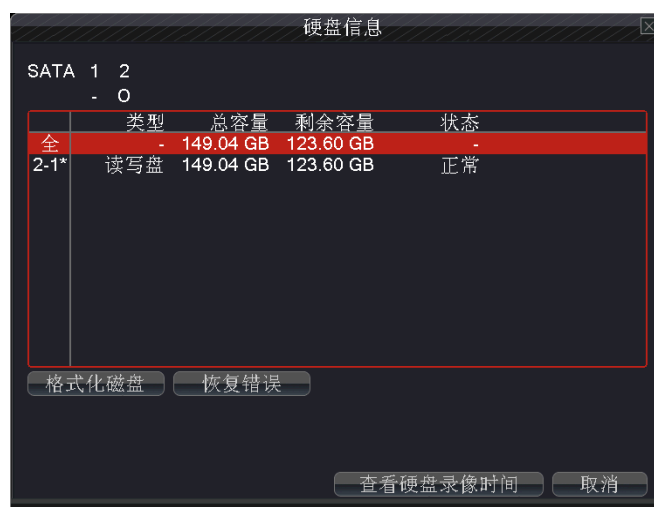 硬盘信息
SATA 1 2
- O
类型 总容量 剩余容量 状态
全 - 149.04 GB 123.60 GB -
2-1* 读写盘 149.04 GB 123.60 GB 正常
格式化磁盘 恢复错误
查看硬盘录像时间 取消